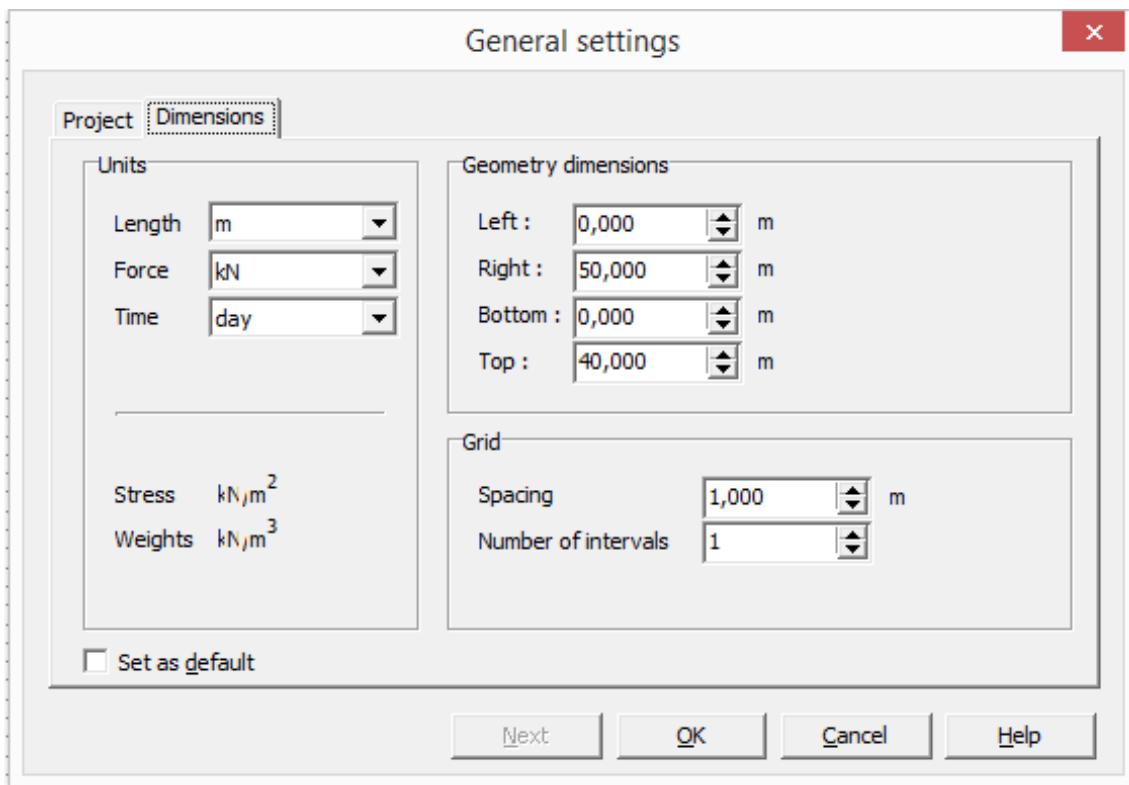 General settings
Project
Dimensions
Units
Length m
Force kN
Time day
Stress kN/m²
Weights kN/m³
Geometry dimensions
Left : 0,000 m
Right : 50,000 m
Bottom : 0,000 m
Top : 40,000 m
Grid
Spacing 1,000 m
Number of intervals 1
Set as default
Next
OK
Cancel
Help